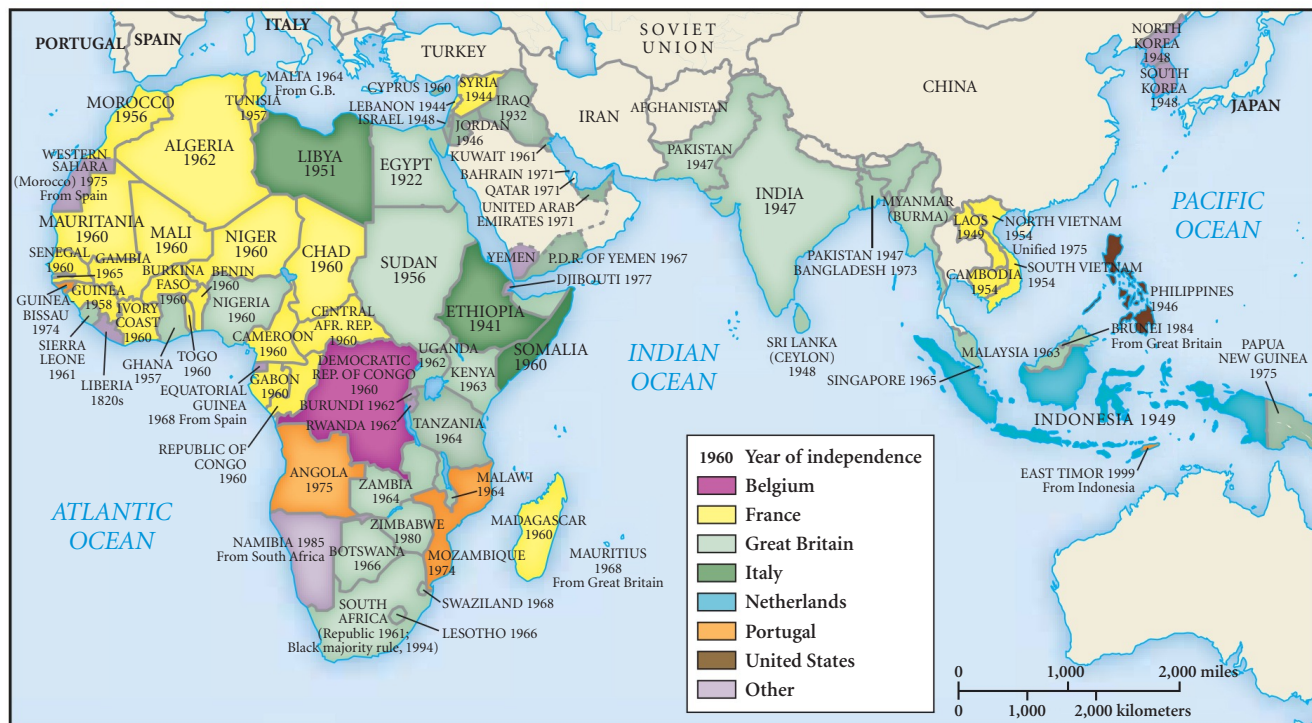 PORTUGAL
SPAIN
ITALY
TURKEY
SOVIET
UNION
CHINA
NORTH
KOREA
1948
SOUTH
KOREA
1948
JAPAN
MALTA 1964
From G.B.
CYPRUS 1960
SYRIA
1944
LEBANON 1944
ISRAEL 1948
IRAQ
1932
JORDAN
1946
IRAN
AFGHANISTAN
KUWAIT 1961
BAHRAIN 1971
QATAR 1971
UNITED ARAB
EMIRATES 1971
PAKISTAN
1947
INDIA
1947
MYANMAR
(BURMA)
PAKISTAN 1947
BANGLADESH 1973
LAOS
1949
NORTH VIETNAM
1954
Unified 1975
SOUTH VIETNAM
1954
CAMBODIA
1954
PHILIPPINES
1946
BRUNEI 1984
From Great Britain
MALAYSIA 1963
SINGAPORE 1965
PAPUA
NEW GUINEA
1975
INDONESIA 1949
EAST TIMOR 1999
From Indonesia
SRI LANKA
(CEYLON)
1948
PACIFIC
OCEAN
INDIAN
OCEAN
ATLANTIC
OCEAN
MOROCCO
1956
TUNISIA
1957
ALGERIA
1962
LIBYA
1951
EGYPT
1922
WESTERN
SAHARA
(Morocco) 1975
From Spain
MAURITANIA
1960
MALI
1960
NIGER
1960
CHAD
1960
SUDAN
1956
YEMEN
P.D.R. OF YEMEN 1967
DJIBOUTI 1977
SENEGAL
1960
GAMBIA
1965
GUINEA
1958
GUINEA
BISSAU
1974
BURKINA
FASO
1960
BENIN
1960
IVORY
COAST
1960
NIGERIA
1960
SIERRA
LEONE
1961
LIBERIA
1820s
GHANA
1957
TOGO
1960
CAMEROON
1960
CENTRAL
AFR. REP.
1960
ETHIOPIA
1941
SOMALIA
1960
EQUATORIAL
GUINEA
1968 From Spain
GABON
1960
REPUBLIC OF
CONGO
1960
DEMOCRATIC
REP. OF CONGO
1960
UGANDA
1962
KENYA
1963
BURUNDI 1962
RWANDA 1962
TANZANIA
1964
ANGOLA
1975
ZAMBIA
1964
MALAWI
1964
ZIMBABWE
1980
MOZAMBIQUE
1974
MADAGASCAR
1960
MAURITIUS
1968
From Great Britain
NAMIBIA 1985
From South Africa
BOTSWANA
1966
SWAZILAND 1968
LESOTHO 1966
SOUTH
AFRICA
(Republic 1961;
Black majority rule, 1994)
1960 Year of independence
Belgium
France
Great Britain
Italy
Netherlands
Portugal
United States
Other
0 1,000 2,000 miles
0 1,000 2,000 kilometers